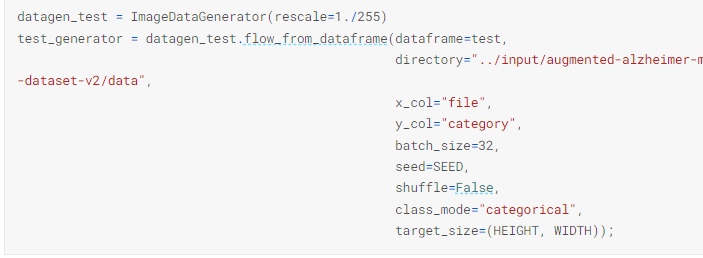 datagen_test = ImageDataGenerator(rescale=1./255)
test_generator = datagen_test.flow_from_dataframe(dataframe=test,
directory="../input/augmented-alzheimer-m
-dataset-v2/data",
x_col="file",
y_col="category",
batch_size=32,
seed=SEED,
shuffle=False,
class_mode="categorical",
target_size=(HEIGHT, WIDTH));